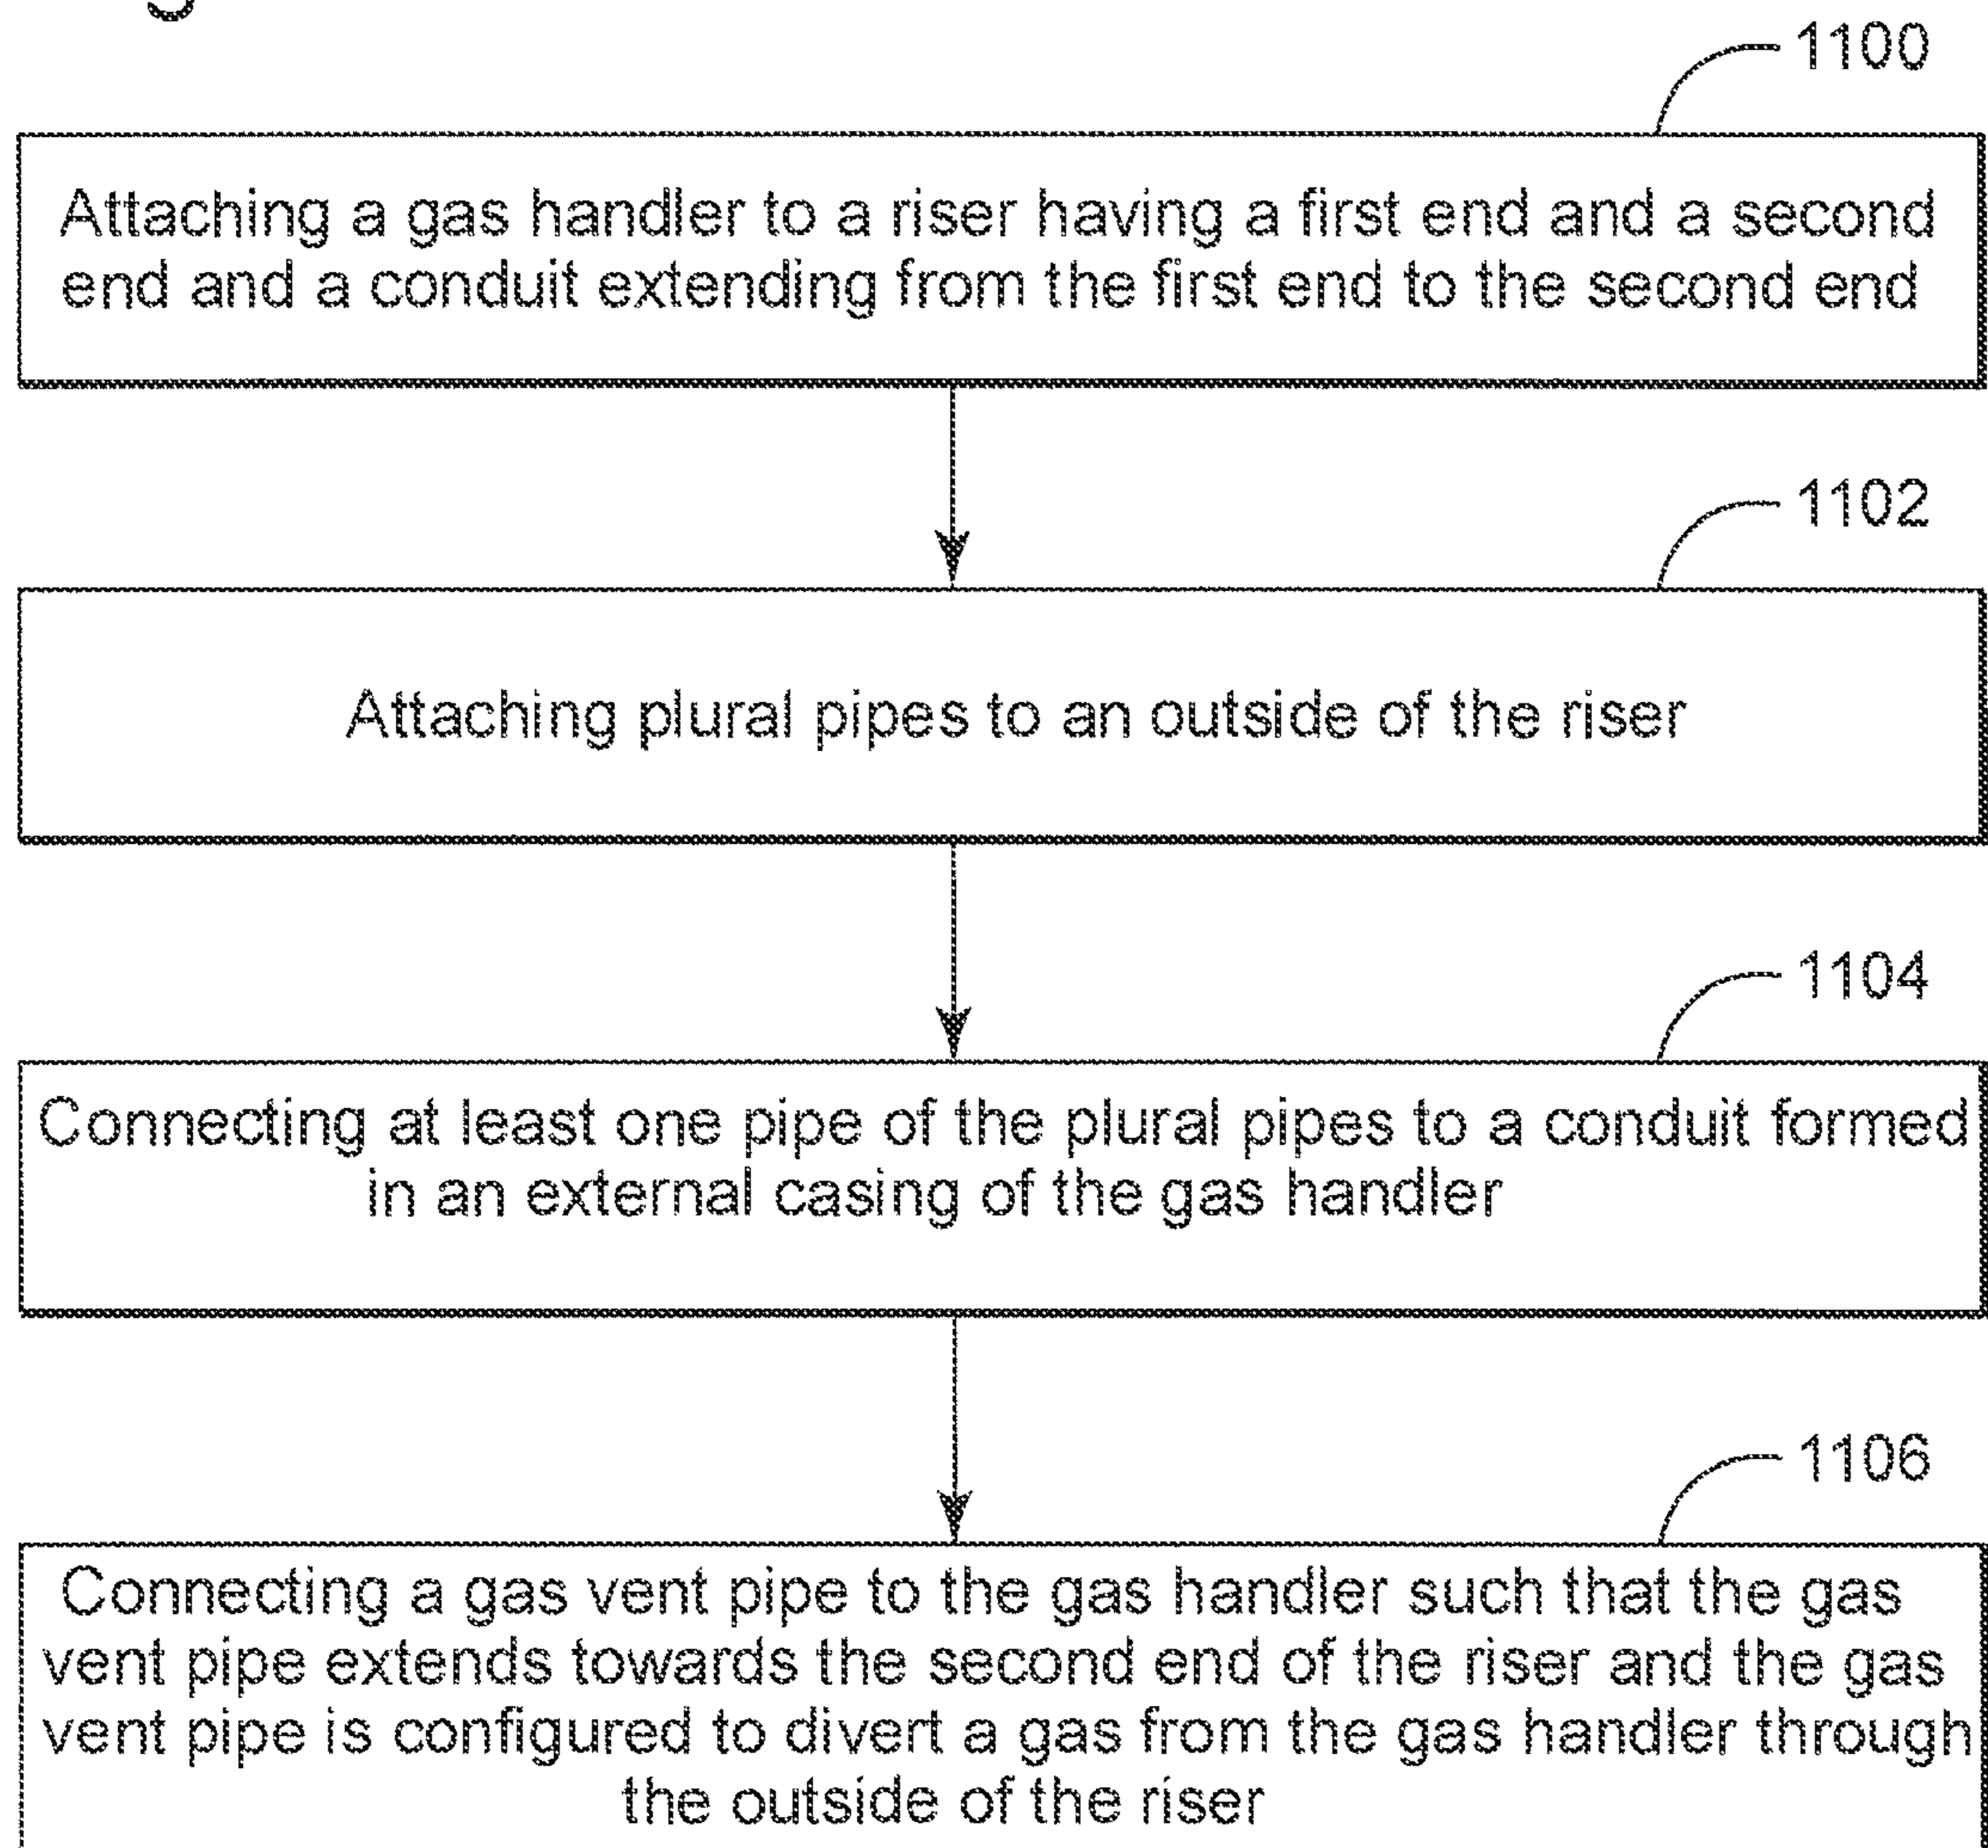 1100
Attaching a gas handler to a riser having a first end and a second
end and a conduit extending from the first end to the second end
1102
Attaching plural pipes to an outside of the riser
1104
Connecting at least one pipe of the plural pipes to a conduit formed
in an external casing of the gas handler
1106
Connecting a gas vent pipe to the gas handler such that the gas
vent pipe extends towards the second end of the riser and the gas
vent pipe is configured to divert a gas from the gas handler through
the outside of the riser